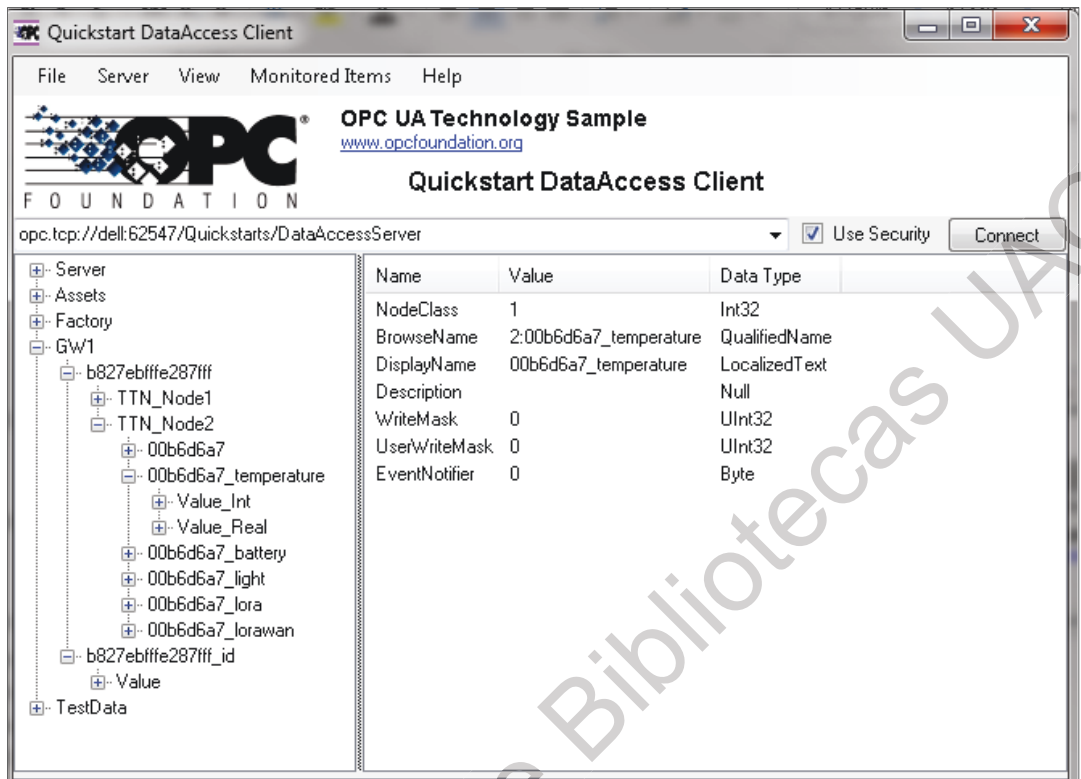 Quickstart DataAccess Client
File Server View Monitored Items Help
OPC®
FOUNDATION
OPC UA Technology Sample
www.opcfoundation.org
Quickstart DataAccess Client
opc.tcp://dell:62547/Quickstarts/DataAccessServer Use Security Connect
Server
Assets
Factory
GW1
b827ebfffe287fff
TTN_Node1
TTN_Node2
00b6d6a7
00b6d6a7_temperature
Value_Int
Value_Real
00b6d6a7_battery
00b6d6a7_light
00b6d6a7_lora
00b6d6a7_lorawan
b827ebfffe287fff_id
Value
TestData
Name Value Data Type
NodeClass 1 Int32
BrowseName 2:00b6d6a7_temperature QualifiedName
DisplayName 00b6d6a7_temperature LocalizedText
Description Null
WriteMask 0 UInt32
UserWriteMask 0 UInt32
EventNotifier 0 Byte
Bibliotecas